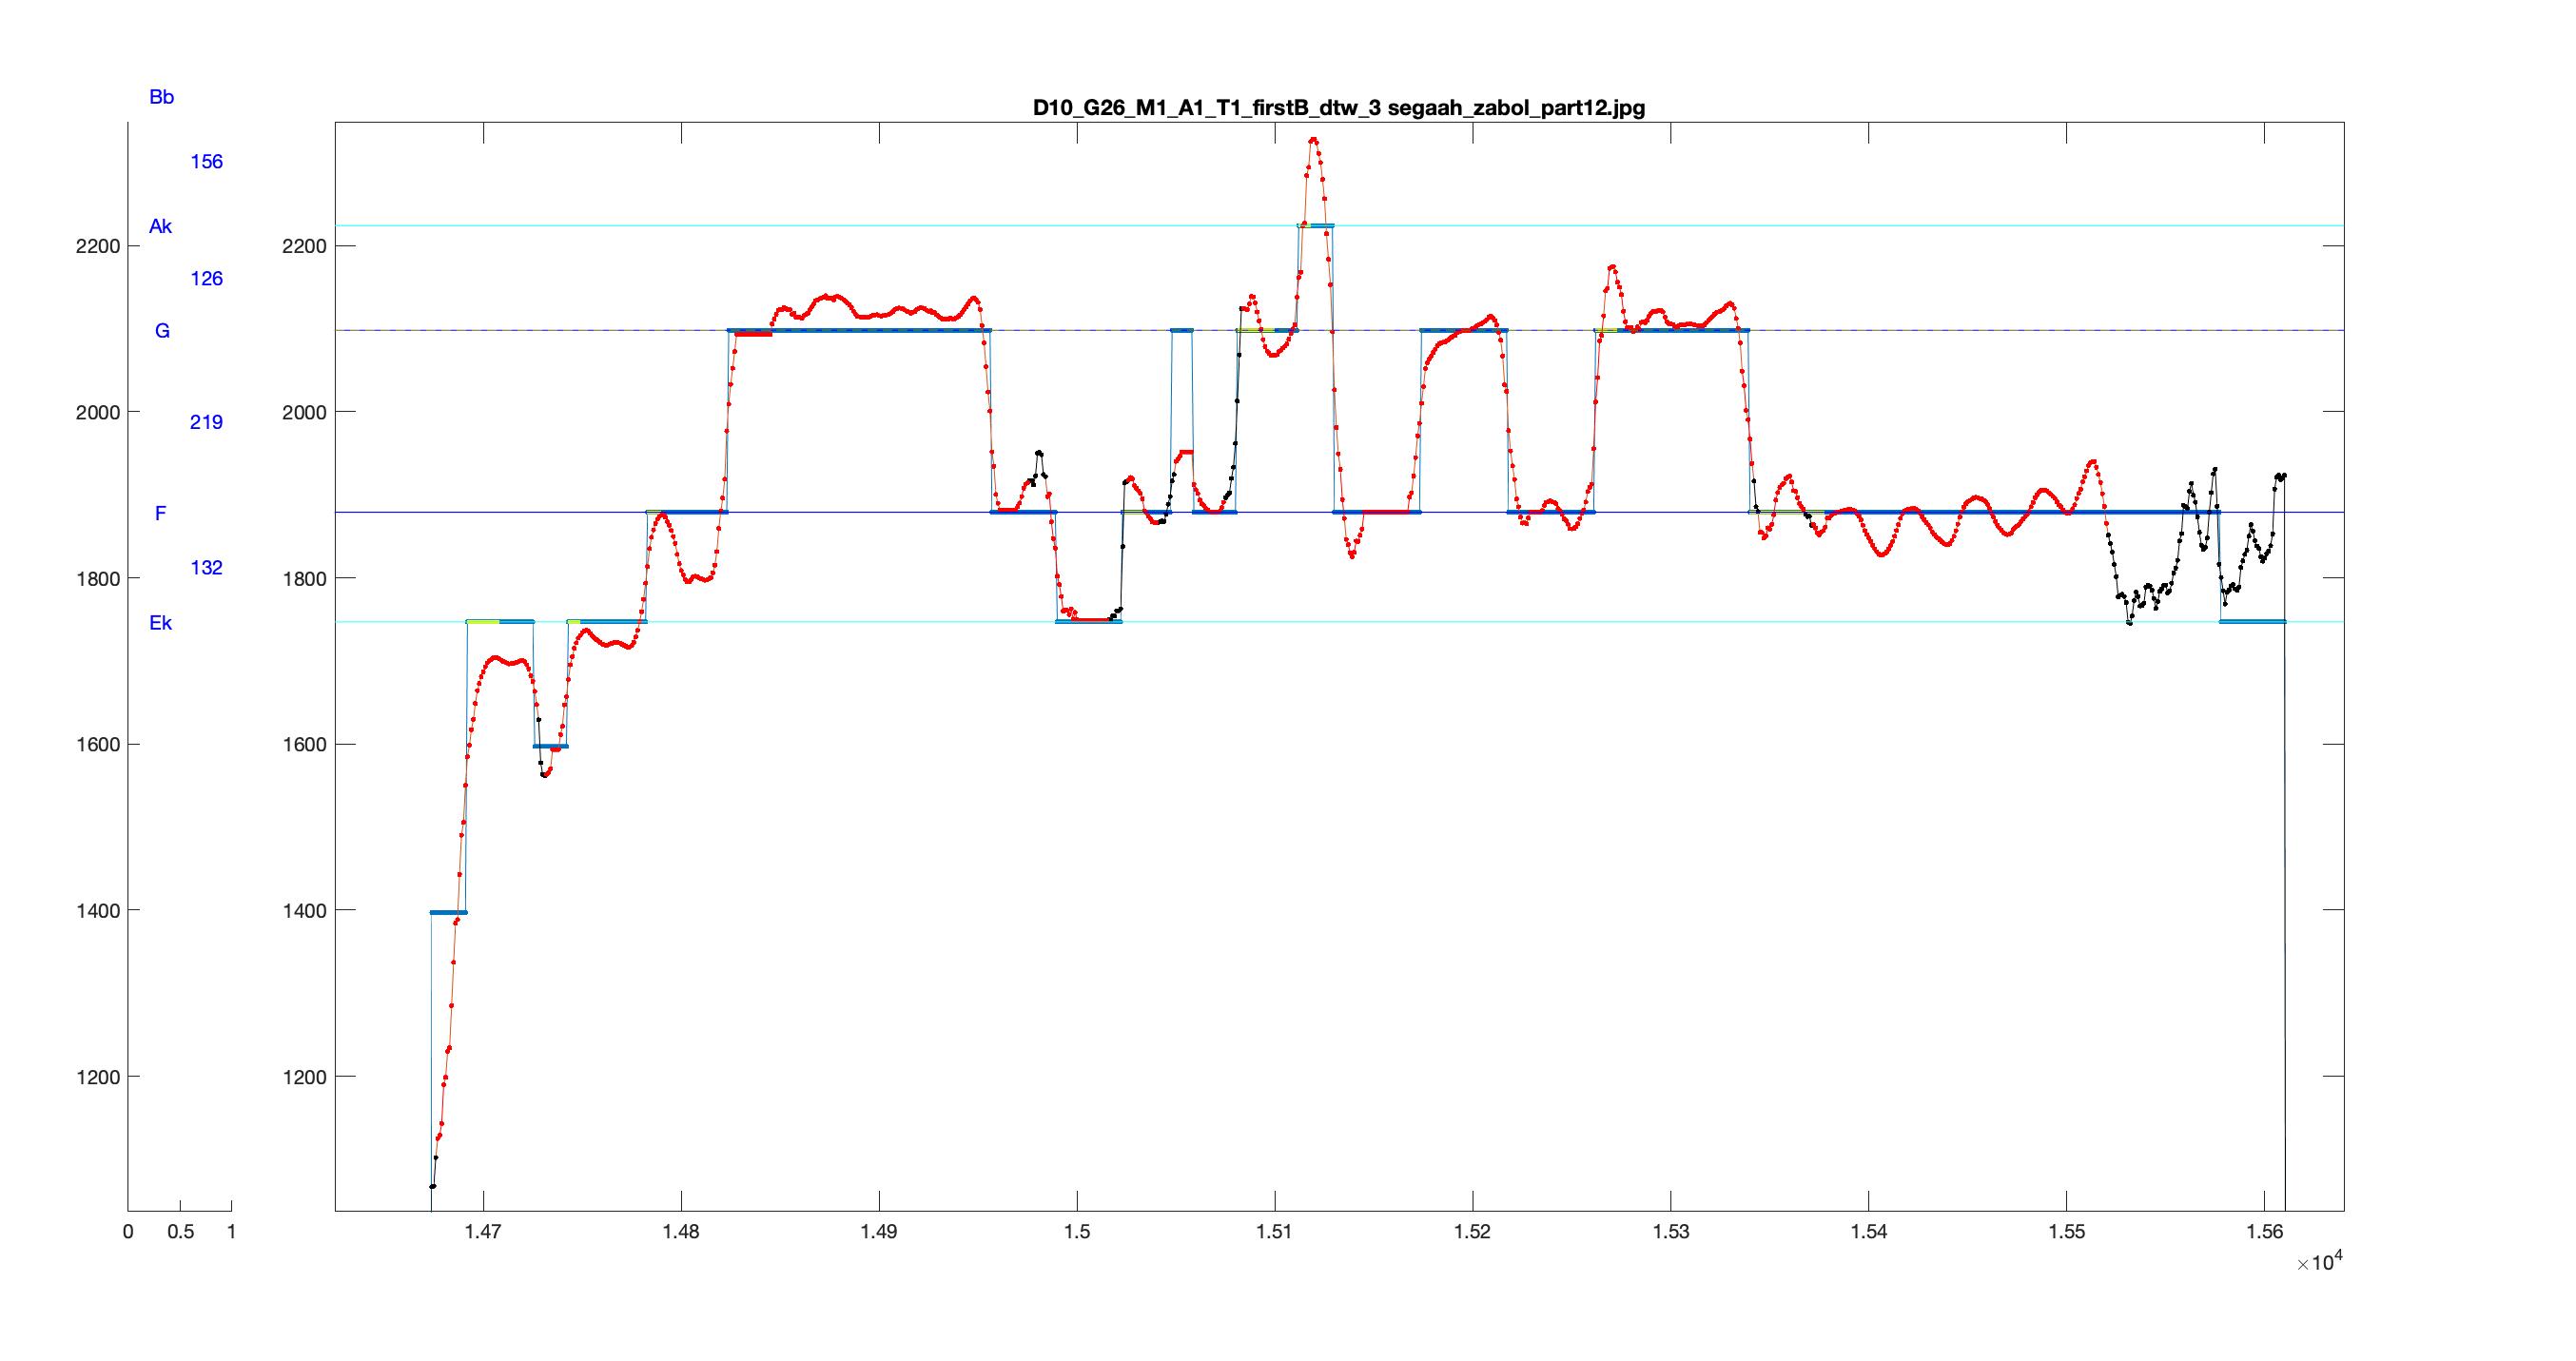 D10_G26_M1_A1_T1_firstB_dtw_3 segaah_zabol_part12.jpg
Bb
156
Ak
2200 2200
126
G
2000 2000
219
F
1800 1800
132
Ek
1600 1600
1400 1400
1200 1200
0 0.5 1 1.47 1.48 1.49 1.5 1.51 1.52 1.53 1.54 1.55 1.56
×10^4